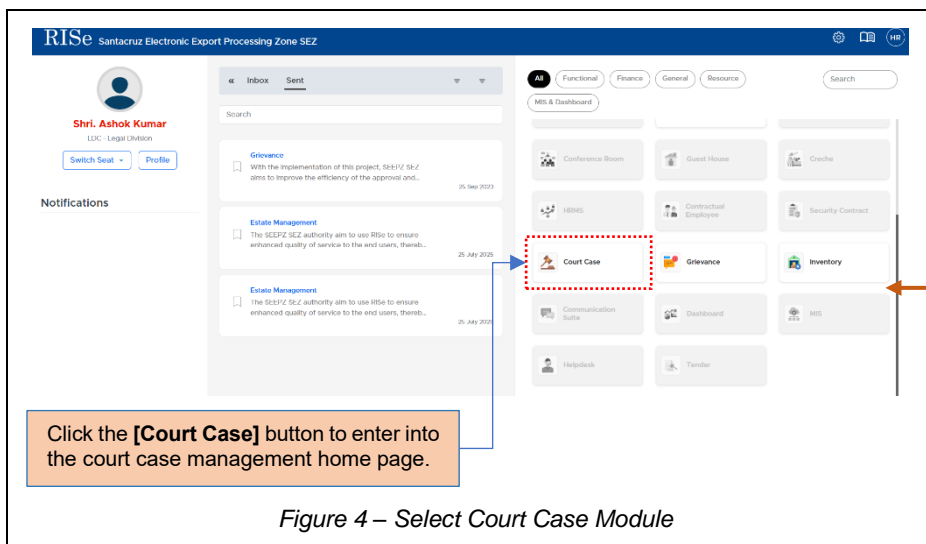 RISe Santacruz Electronic Export Processing Zone SEZ
HR
Shri. Ashok Kumar
LDC - Legal Division
Switch Seat
Profile
Notifications
« Inbox Sent
Search
Grievance
With the implementation of this project, SEEPZ SEZ
aims to improve the efficiency of the approval and...
25 Sep 2023
Estate Management
The SEEPZ SEZ authority aim to use RISe to ensure
enhanced quality of service to the end users, thereb...
25 July 2025
Estate Management
The SEEPZ SEZ authority aim to use RISe to ensure
enhanced quality of service to the end users, thereb...
25 July 2025
All Functional Finance General Resource
Search
MIS & Dashboard
Conference Room
Guest House
Creche
HRMS
Contractual
Employee
Security Contract
Court Case
Grievance
Inventory
Communication
Suite
Dashboard
MIS
Helpdesk
Tender
Click the [Court Case] button to enter into
the court case management home page.
Figure 4 – Select Court Case Module